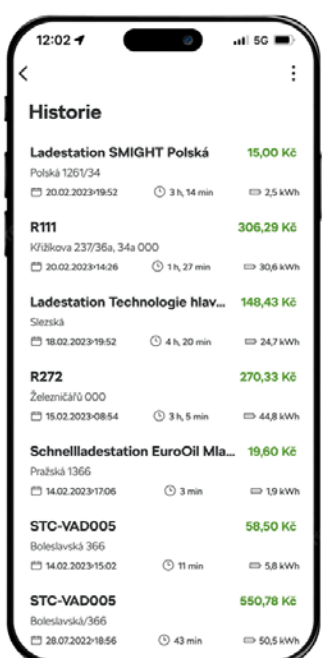 12:02
5G
Historie
Ladestation SMIGHT Polská 15,00 Kč
Polská 1261/34
20.02.2023•19:52 3 h, 14 min 2,5 kWh
R111 306,29 Kč
Křižíkova 237/36a, 34a 000
20.02.2023•14:26 1 h, 27 min 30,6 kWh
Ladestation Technologie hlav... 148,43 Kč
Slezská
18.02.2023•19:52 4 h, 20 min 24,7 kWh
R272 270,33 Kč
Železničářů 000
15.02.2023•08:54 3 h, 5 min 44,8 kWh
Schnellladestation EuroOil Mla... 19,60 Kč
Pražská 1366
14.02.2023•17:06 3 min 1,9 kWh
STC-VAD005 58,50 Kč
Boleslavská 366
14.02.2023•15:02 11 min 5,8 kWh
STC-VAD005 550,78 Kč
Boleslavská/366
28.07.2022•18:56 43 min 50,5 kWh